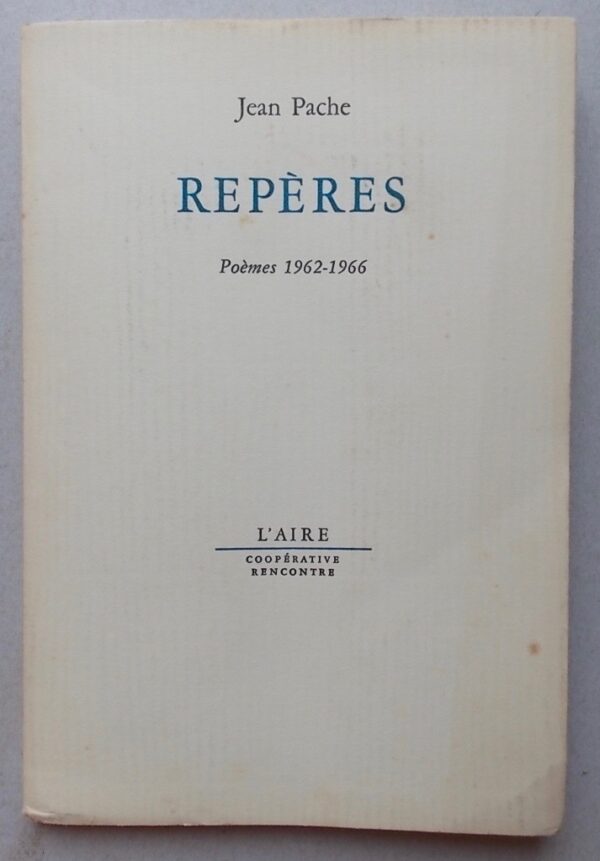 Jean Pache
REPÈRES
Poèmes 1962-1966
L'AIRE
COOPÉRATIVE
RENCONTRE